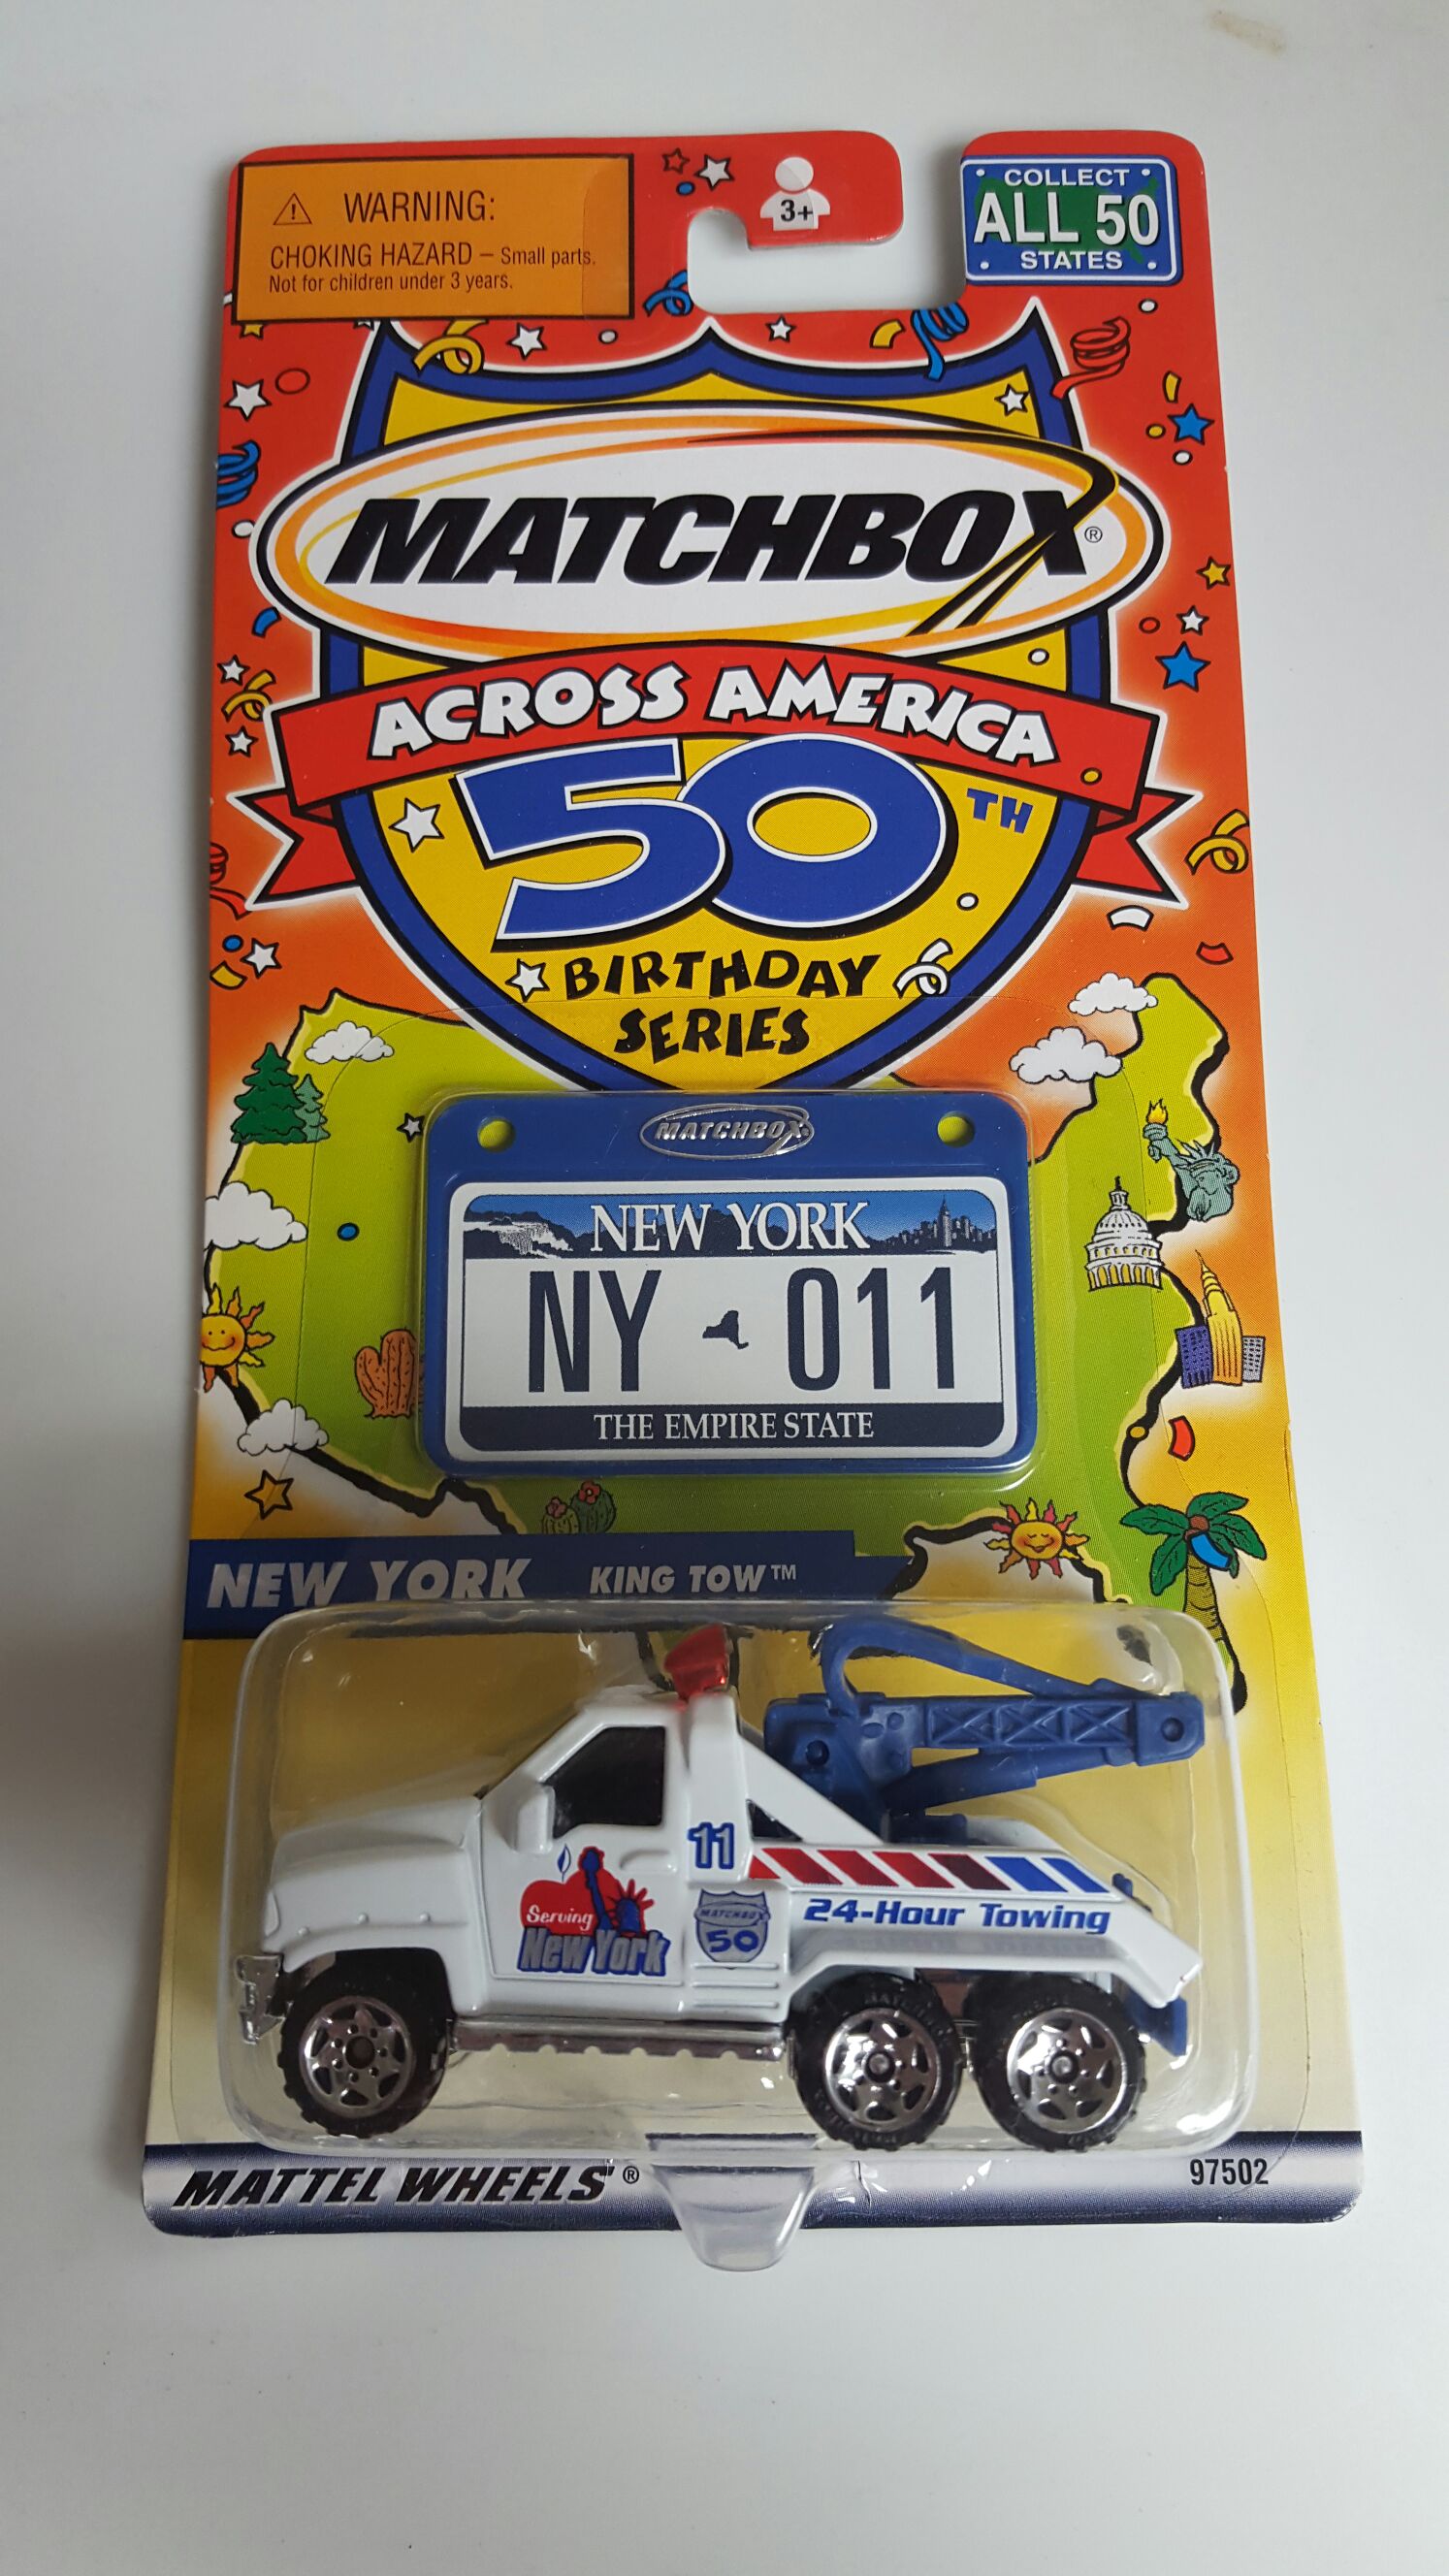 ⚠ WARNING:
CHOKING HAZARD – Small parts.
Not for children under 3 years.
3+
COLLECT
ALL 50
STATES
MATCHBOX®
ACROSS AMERICA
50TH
BIRTHDAY
SERIES
MATCHBOX
NEW YORK
NY 011
THE EMPIRE STATE
NEW YORK KING TOW™
11
Serving
New York
MATCHBOX
50
24-Hour Towing
MATTEL WHEELS®
97502